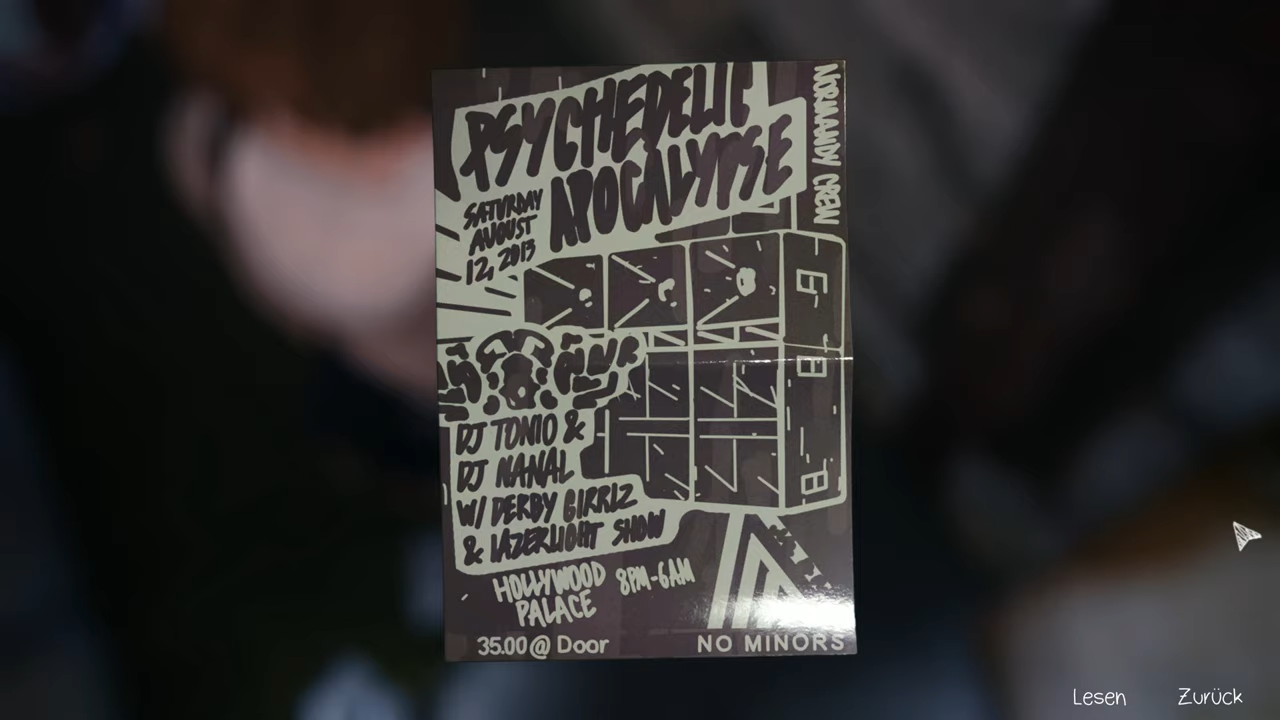 PSYCHEDELIC
APOCALYPSE
NORMANDY CREW
SATURDAY
AUGUST
12, 2013
DJ TONIO &
DJ NANAL
W/ DERBY GIRRLZ
& LAZERLIGHT SHOW
HOLLYWOOD
PALACE
8PM-6AM
35.00 @ Door
NO MINORS
Lesen
Zurück